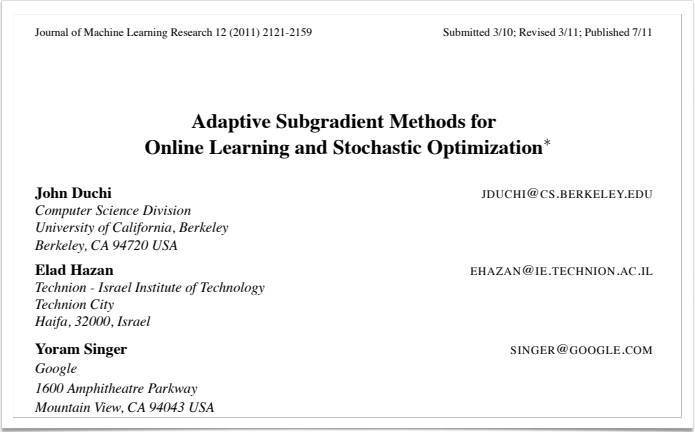 Journal of Machine Learning Research 12 (2011) 2121-2159 Submitted 3/10; Revised 3/11; Published 7/11
Adaptive Subgradient Methods for
Online Learning and Stochastic Optimization*
John Duchi JDUCHI@CS.BERKELEY.EDU
Computer Science Division
University of California, Berkeley
Berkeley, CA 94720 USA
Elad Hazan EHAZAN@IE.TECHNION.AC.IL
Technion - Israel Institute of Technology
Technion City
Haifa, 32000, Israel
Yoram Singer SINGER@GOOGLE.COM
Google
1600 Amphitheatre Parkway
Mountain View, CA 94043 USA